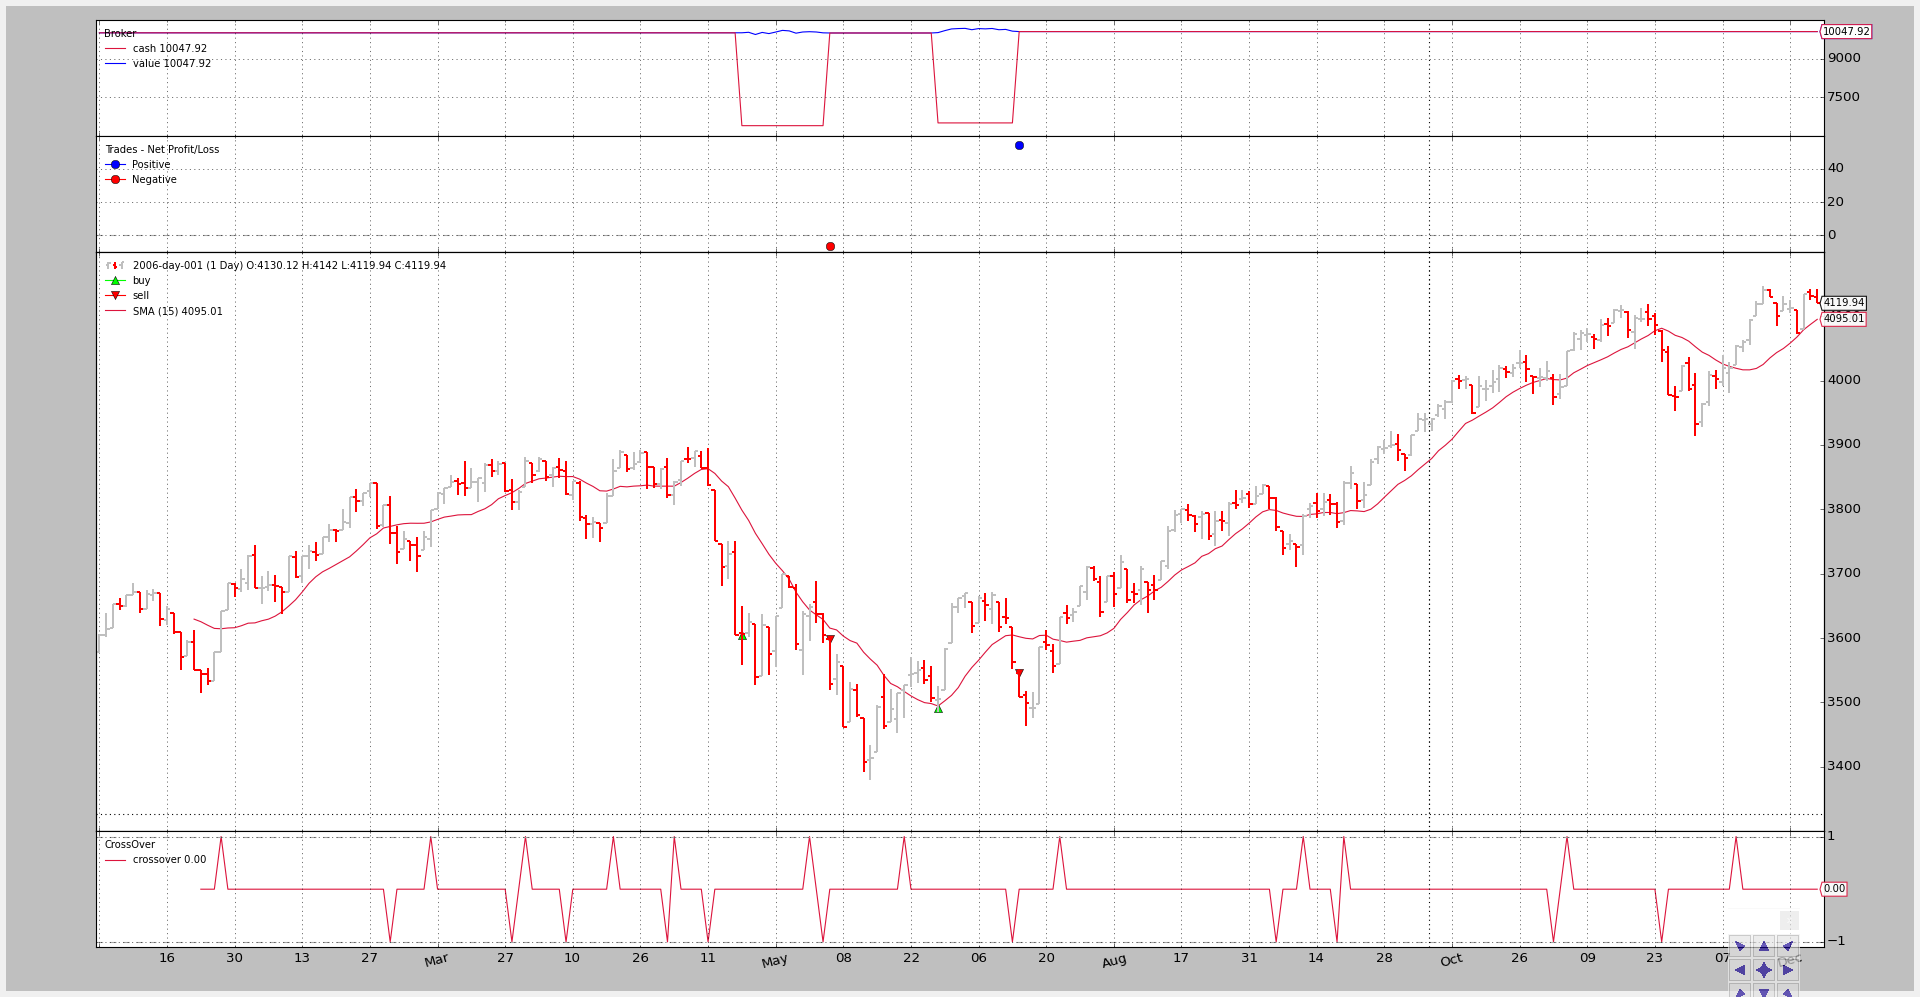 Broker
cash 10047.92
value 10047.92
10047.92
9000
7500
Trades - Net Profit/Loss
Positive
Negative
40
20
0
2006-day-001 (1 Day) O:4130.12 H:4142 L:4119.94 C:4119.94
buy
sell
SMA (15) 4095.01
4119.94
4095.01
4000
3900
3800
3700
3600
3500
3400
CrossOver
crossover 0.00
1
0.00
−1
16 30 13 27 Mar 27 10 26 11 May 08 22 06 20 Aug 17 31 14 28 Oct 26 09 23 07 Dec